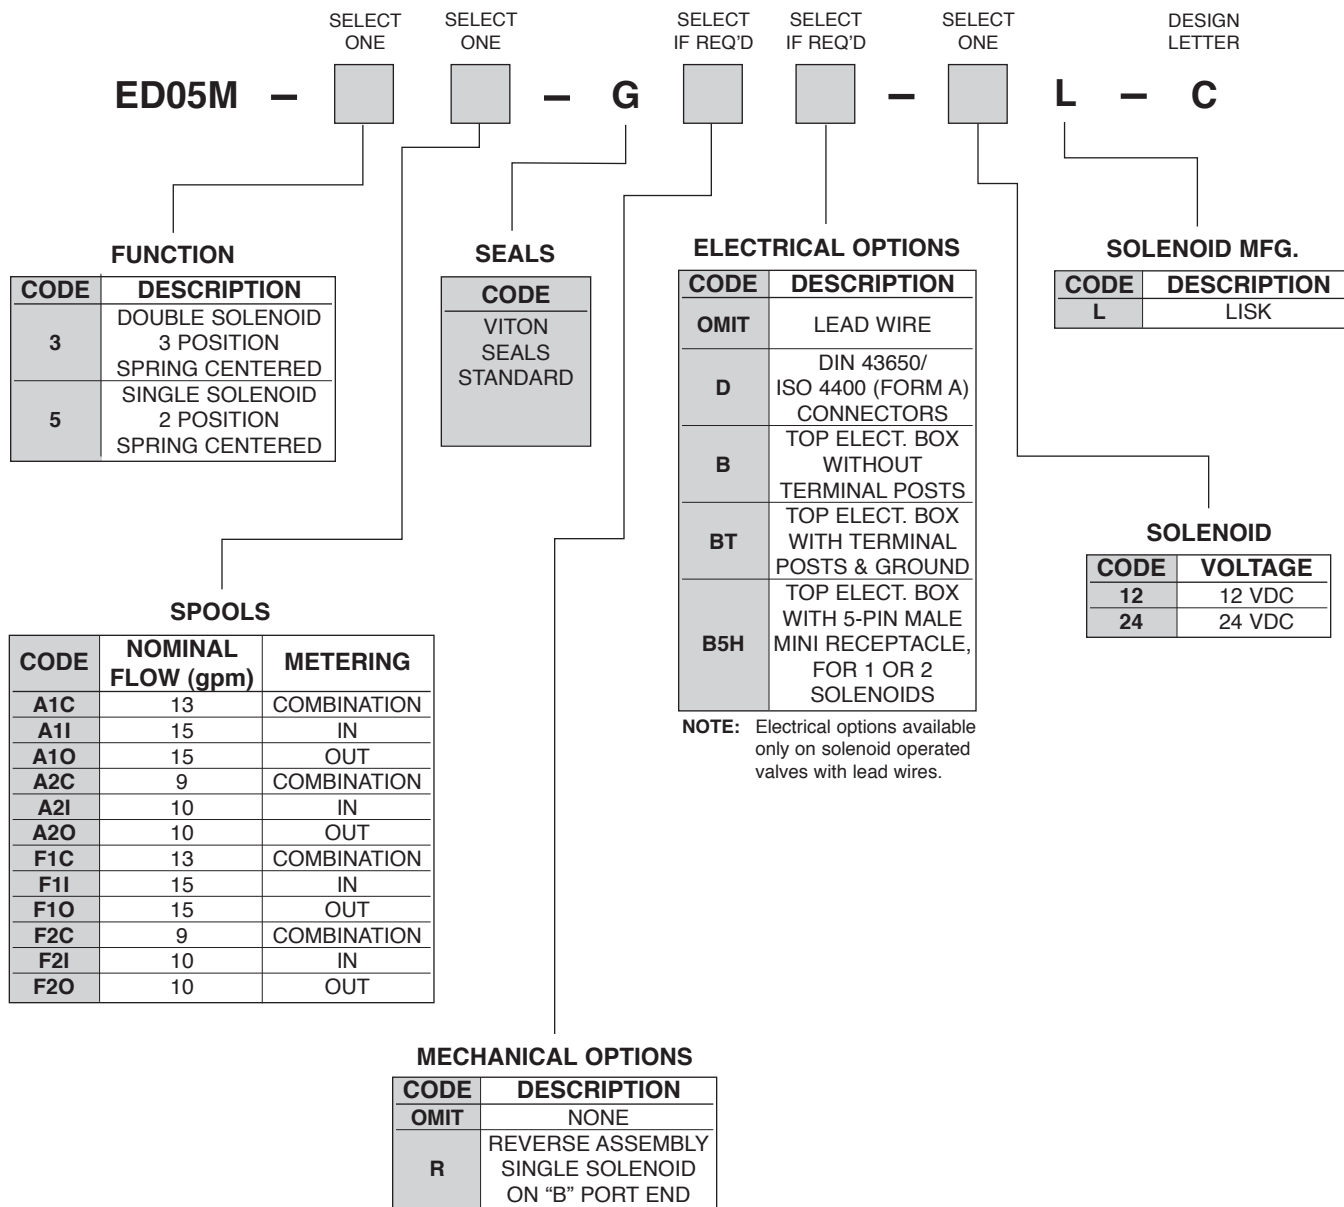 SELECT ONE
SELECT ONE
SELECT IF REQ’D
SELECT IF REQ’D
SELECT ONE
DESIGN LETTER
ED05M – – G – L – C
FUNCTION
CODE DESCRIPTION
3 DOUBLE SOLENOID
3 POSITION
SPRING CENTERED
5 SINGLE SOLENOID
2 POSITION
SPRING CENTERED
SEALS
CODE
VITON
SEALS
STANDARD
ELECTRICAL OPTIONS
CODE DESCRIPTION
OMIT LEAD WIRE
D DIN 43650/
ISO 4400 (FORM A)
CONNECTORS
B TOP ELECT. BOX
WITHOUT
TERMINAL POSTS
BT TOP ELECT. BOX
WITH TERMINAL
POSTS & GROUND
B5H TOP ELECT. BOX
WITH 5-PIN MALE
MINI RECEPTACLE,
FOR 1 OR 2
SOLENOIDS
NOTE: Electrical options available
only on solenoid operated
valves with lead wires.
SOLENOID MFG.
CODE DESCRIPTION
L LISK
SOLENOID
CODE VOLTAGE
12 12 VDC
24 24 VDC
SPOOLS
CODE NOMINAL FLOW (gpm) METERING
A1C 13 COMBINATION
A1I 15 IN
A1O 15 OUT
A2C 9 COMBINATION
A2I 10 IN
A2O 10 OUT
F1C 13 COMBINATION
F1I 15 IN
F1O 15 OUT
F2C 9 COMBINATION
F2I 10 IN
F2O 10 OUT
MECHANICAL OPTIONS
CODE DESCRIPTION
OMIT NONE
R REVERSE ASSEMBLY
SINGLE SOLENOID
ON “B” PORT END